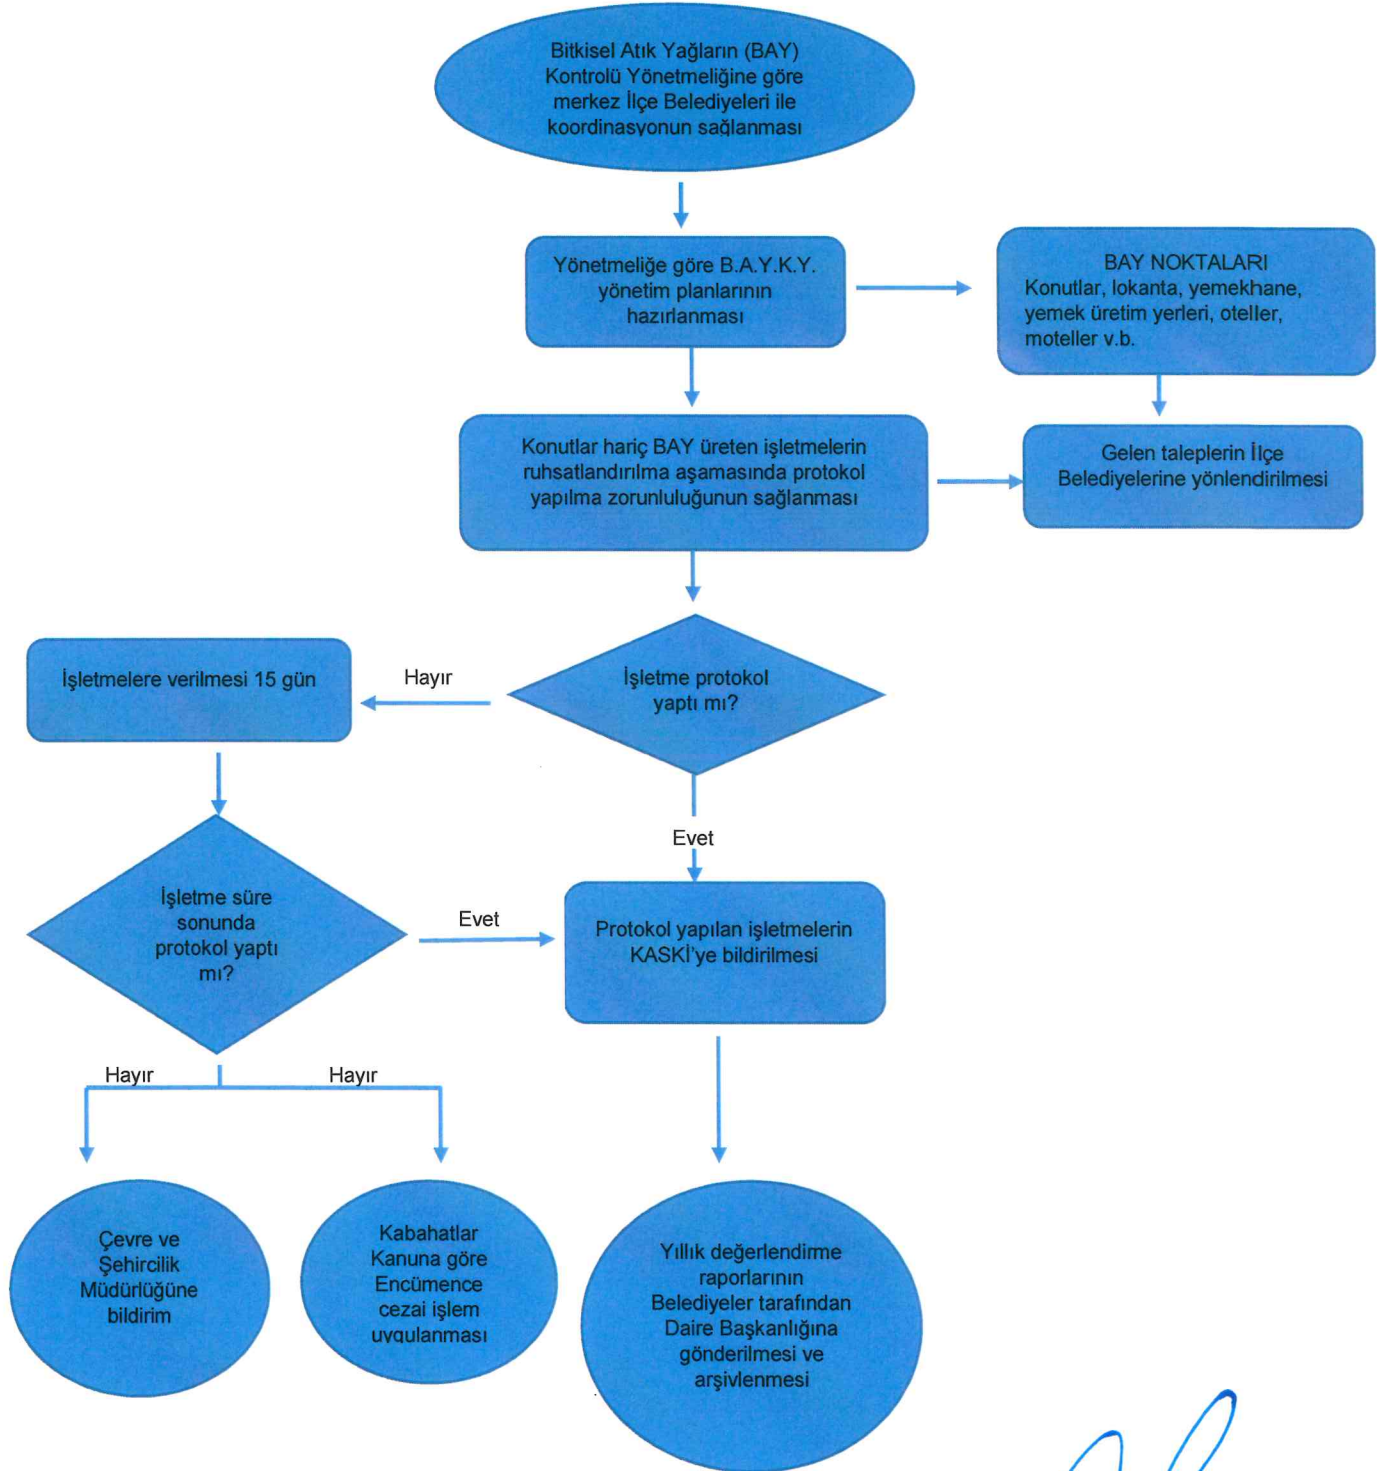 Bitkisel Atık Yağların (BAY)
Kontrolü Yönetmeliğine göre
merkez İlçe Belediyeleri ile
koordinasyonun sağlanması
Yönetmeliğe göre B.A.Y.K.Y.
yönetim planlarının
hazırlanması
BAY NOKTALARI
Konutlar, lokanta, yemekhane,
yemek üretim yerleri, oteller,
moteller v.b.
Konutlar hariç BAY üreten işletmelerin
ruhsatlandırılma aşamasında protokol
yapılma zorunluluğunun sağlanması
Gelen taleplerin İlçe
Belediyelerine yönlendirilmesi
İşletme protokol
yaptı mı?
Hayır
İşletmelere verilmesi 15 gün
Evet
İşletme süre
sonunda
protokol yaptı
mı?
Evet
Protokol yapılan işletmelerin
KASKİ'ye bildirilmesi
Hayır
Hayır
Çevre ve
Şehircilik
Müdürlüğüne
bildirim
Kabahatlar
Kanuna göre
Encümence
cezai işlem
uygulanması
Yıllık değerlendirme
raporlarının
Belediyeler tarafından
Daire Başkanlığına
gönderilmesi ve
arşivlenmesi